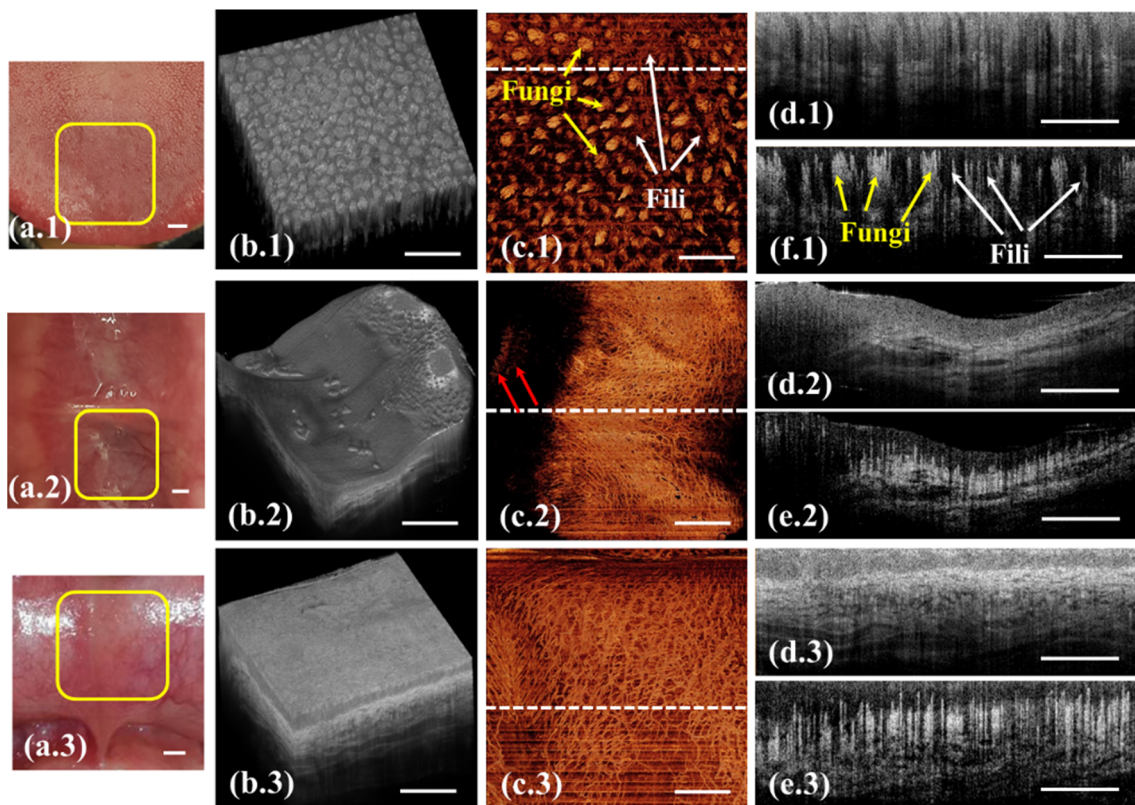 (a.1)
(b.1)
Fungi
Fili
(c.1)
(d.1)
Fungi
Fili
(f.1)
(a.2)
(b.2)
(c.2)
(d.2)
(e.2)
(a.3)
(b.3)
(c.3)
(d.3)
(e.3)